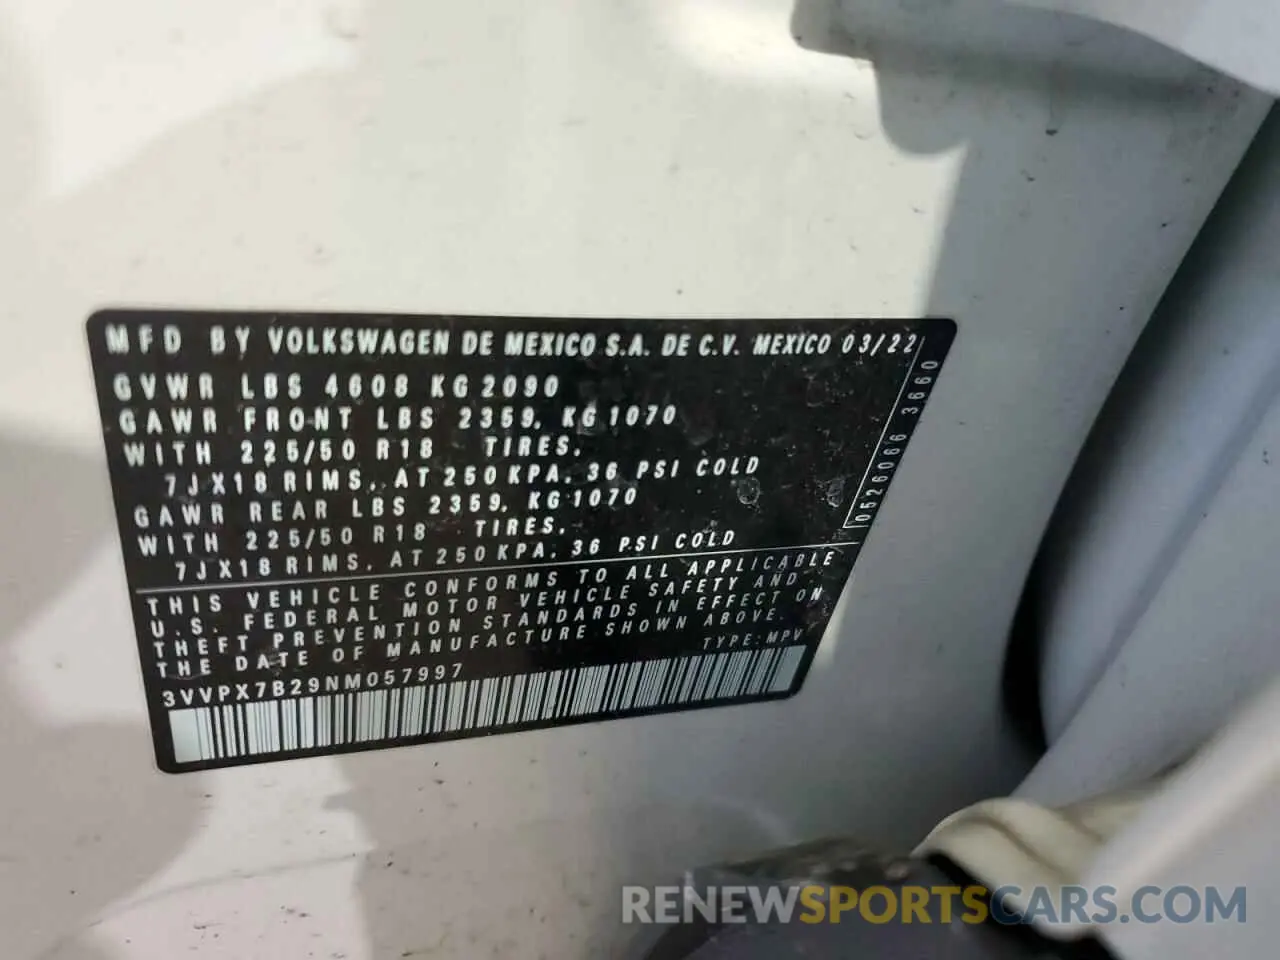 MFD BY VOLKSWAGEN DE MEXICO S.A. DE C.V. MEXICO 03/22
GVWR LBS 4608 KG 2090
GAWR FRONT LBS 2359, KG 1070
WITH 225/50 R18 TIRES,
7JX18 RIMS, AT 250 KPA, 36 PSI COLD
GAWR REAR LBS 2359, KG 1070
WITH 225/50 R18 TIRES,
7JX18 RIMS, AT 250 KPA, 36 PSI COLD
THIS VEHICLE CONFORMS TO ALL APPLICABLE
U.S. FEDERAL MOTOR VEHICLE SAFETY AND
THEFT PREVENTION STANDARDS IN EFFECT ON
THE DATE OF MANUFACTURE SHOWN ABOVE.
TYPE: MPV
3VVPX7B29NM057997
0526066 3660
RENEWSPORTSCARS.COM